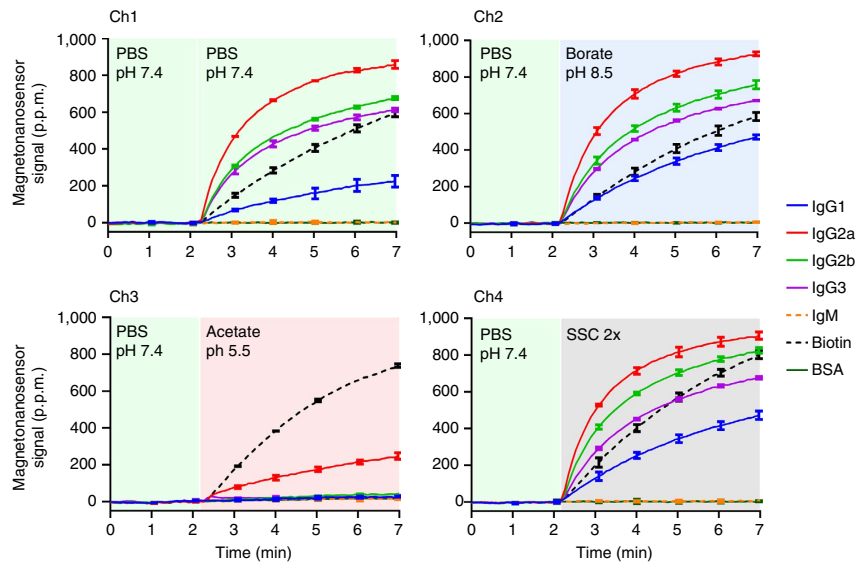 Ch1
Magnetonanosensor
signal (p.p.m.)
1,000
800
600
400
200
0
PBS
pH 7.4
PBS
pH 7.4
0 1 2 3 4 5 6 7
Ch2
1,000
800
600
400
200
0
PBS
pH 7.4
Borate
pH 8.5
0 1 2 3 4 5 6 7
Ch3
Magnetonanosensor
signal (p.p.m.)
1,000
800
600
400
200
0
PBS
pH 7.4
Acetate
ph 5.5
0 1 2 3 4 5 6 7
Time (min)
Ch4
1,000
800
600
400
200
0
PBS
pH 7.4
SSC 2x
0 1 2 3 4 5 6 7
Time (min)
IgG1
IgG2a
IgG2b
IgG3
IgM
Biotin
BSA